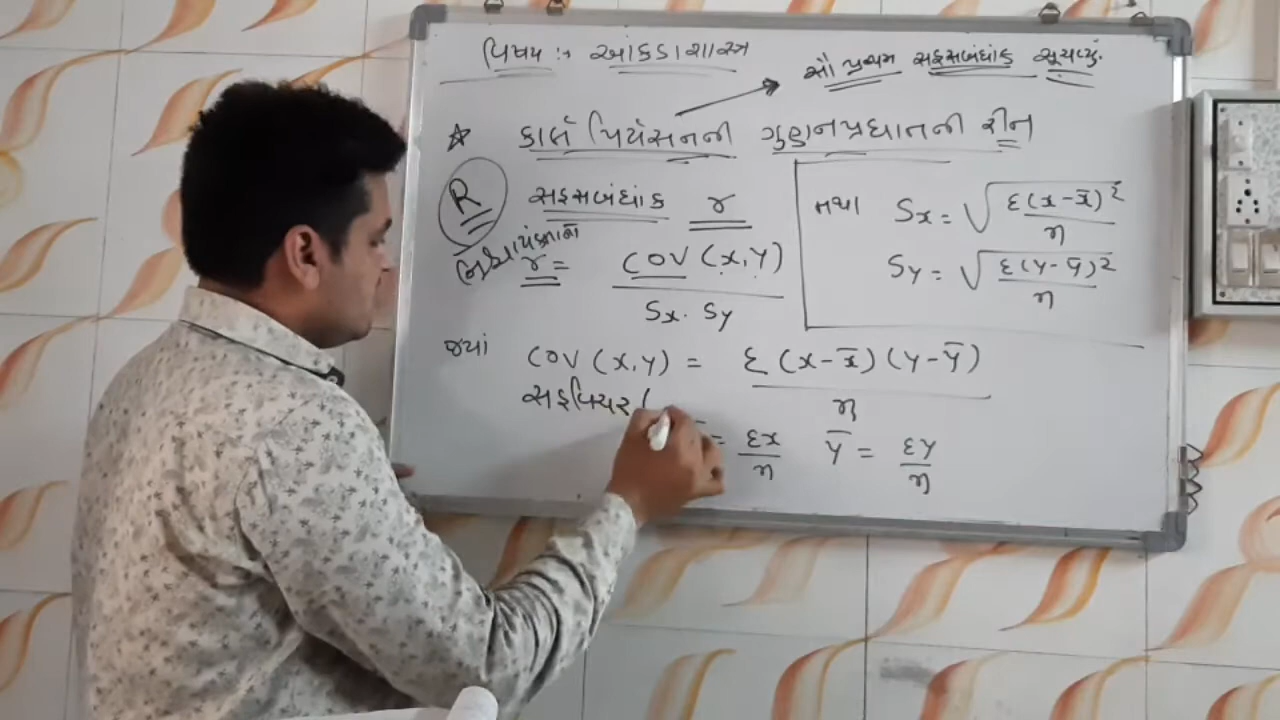 વિષય :- આંકડાશાસ્ત્ર
સૌ પ્રથમ સહસંબંધાંક સૂચવ્યું.
☆ કાર્લ પિયર્સનની ગુણનપ્રઘાતની રીત
R સહસંબંધાંક r
r = COV (x,y) / Sx . Sy
તથા Sx = √(Σ(x-x̄)² / n)
Sy = √(Σ(y-ȳ)² / n)
જ્યાં COV (x,y) = Σ (x-x̄) (y-ȳ) / n
સહવિચરણ (
= Σx / n ȳ = Σy / n